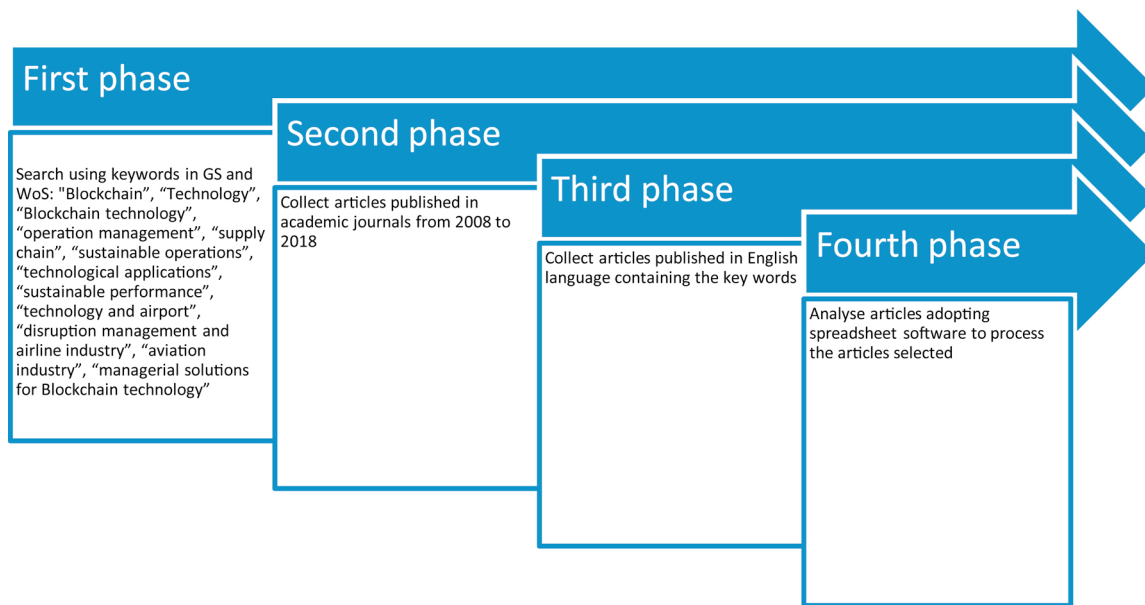 First phase
Search using keywords in GS and
WoS: "Blockchain”, “Technology”,
“Blockchain technology”,
“operation management”, “supply
chain”, “sustainable operations”,
“technological applications”,
“sustainable performance”,
“technology and airport”,
“disruption management and
airline industry”, “aviation
industry”, “managerial solutions
for Blockchain technology”
Second phase
Collect articles published in
academic journals from 2008 to
2018
Third phase
Collect articles published in English
language containing the key words
Fourth phase
Analyse articles adopting
spreadsheet software to process
the articles selected